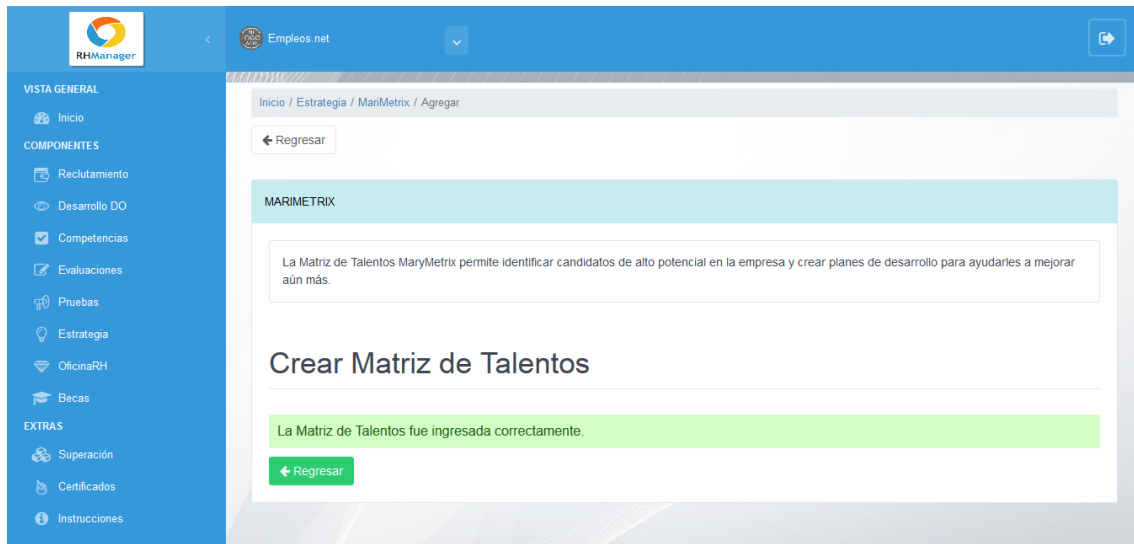 RHManager
Empleos.net
VISTA GENERAL
Inicio
COMPONENTES
Reclutamiento
Desarrollo DO
Competencias
Evaluaciones
Pruebas
Estrategia
OficinaRH
Becas
EXTRAS
Superación
Certificados
Instrucciones
Inicio / Estrategia / MariMetrix / Agregar
Regresar
MARIMETRIX
La Matriz de Talentos MaryMetrix permite identificar candidatos de alto potencial en la empresa y crear planes de desarrollo para ayudarles a mejorar
aún más.
Crear Matriz de Talentos
La Matriz de Talentos fue ingresada correctamente.
Regresar